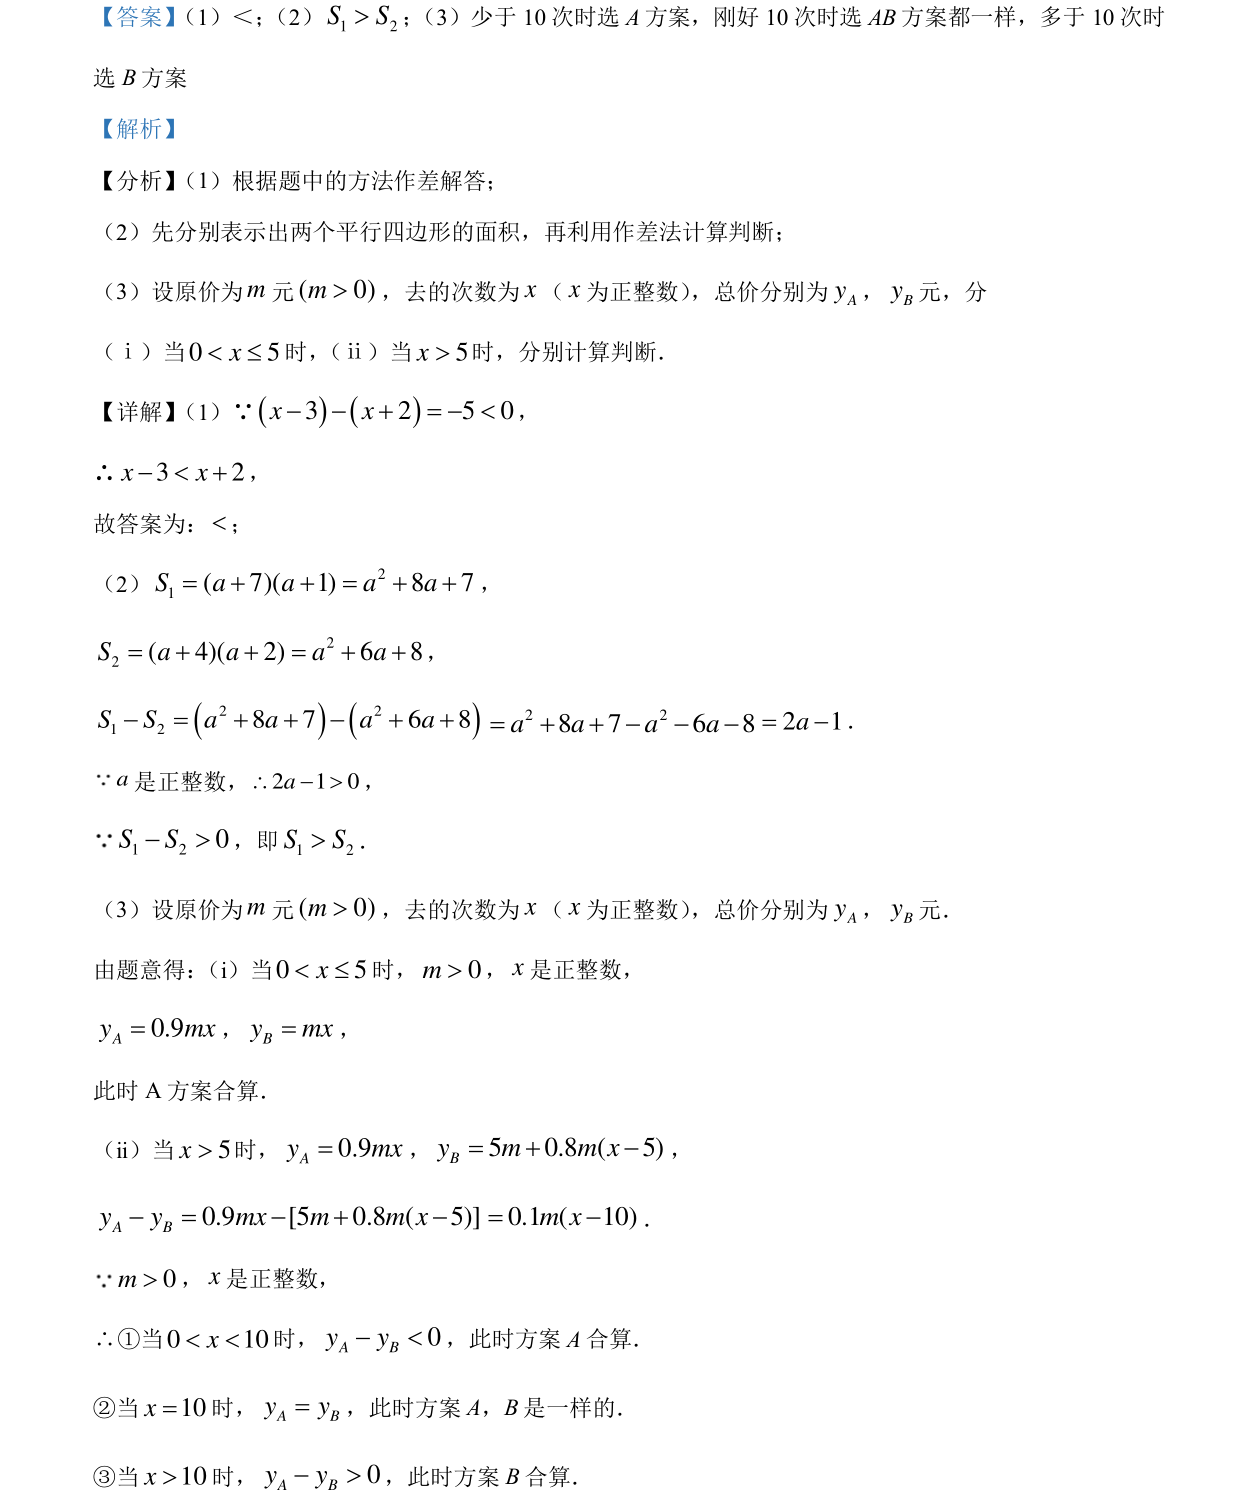 【答案】(1)<;(2)S₁ > S₂;(3)少于 10 次时选 A 方案，刚好 10 次时选 AB 方案都一样，多于 10 次时
选 B 方案
【解析】
【分析】(1)根据题中的方法作差解答；
(2)先分别表示出两个平行四边形的面积，再利用作差法计算判断；
(3)设原价为 m 元 (m > 0)，去的次数为 x（x 为正整数），总价分别为 y_A，y_B 元，分
(ⅰ)当 0 < x ≤ 5 时，(ⅱ)当 x > 5 时，分别计算判断．
【详解】(1)∵(x−3)−(x+2)=−5<0，
∴ x−3 < x+2，
故答案为：<；
(2) S₁ = (a+7)(a+1) = a²+8a+7，
S₂ = (a+4)(a+2) = a²+6a+8，
S₁−S₂ = (a²+8a+7)−(a²+6a+8) = a²+8a+7−a²−6a−8 = 2a−1．
∵ a 是正整数，∴ 2a−1>0，
∵ S₁−S₂ > 0，即 S₁ > S₂．
(3)设原价为 m 元 (m > 0)，去的次数为 x（x 为正整数），总价分别为 y_A，y_B 元．
由题意得：(i)当 0 < x ≤ 5 时，m > 0，x 是正整数，
y_A = 0.9mx，y_B = mx，
此时 A 方案合算．
(ii)当 x > 5 时，y_A = 0.9mx，y_B = 5m+0.8m(x−5)，
y_A − y_B = 0.9mx−[5m+0.8m(x−5)] = 0.1m(x−10)．
∵ m > 0，x 是正整数，
∴①当 0 < x < 10 时，y_A − y_B < 0，此时方案 A 合算．
②当 x = 10 时，y_A = y_B，此时方案 A，B 是一样的．
③当 x > 10 时，y_A − y_B > 0，此时方案 B 合算．